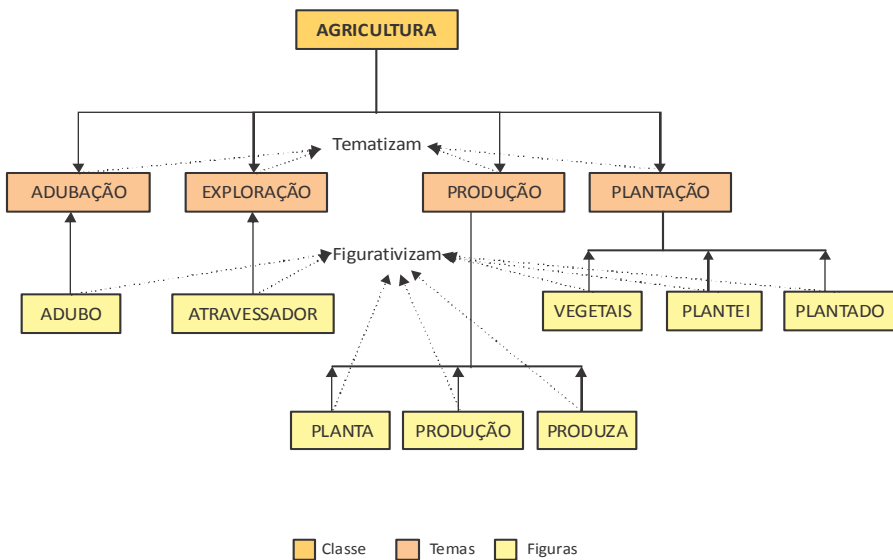 AGRICULTURA
Tematizam
ADUBAÇÃO
EXPLORAÇÃO
PRODUÇÃO
PLANTAÇÃO
Figurativizam
ADUBO
ATRAVESSADOR
VEGETAIS
PLANTEI
PLANTADO
PLANTA
PRODUÇÃO
PRODUZA
Classe
Temas
Figuras